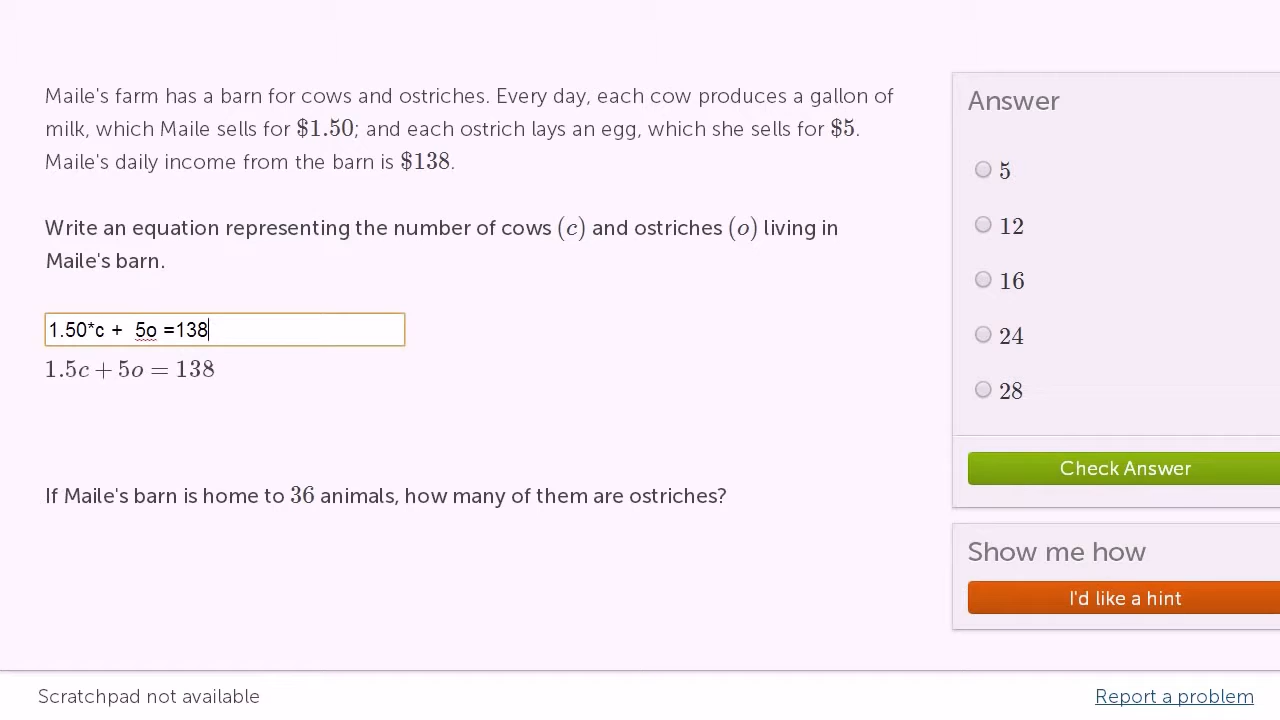 Maile's farm has a barn for cows and ostriches. Every day, each cow produces a gallon of
milk, which Maile sells for $1.50; and each ostrich lays an egg, which she sells for $5.
Maile's daily income from the barn is $138.
Write an equation representing the number of cows (c) and ostriches (o) living in
Maile's barn.
1.50*c +  5o =138
1.5c + 5o = 138
If Maile's barn is home to 36 animals, how many of them are ostriches?
Answer
5
12
16
24
28
Check Answer
Show me how
I'd like a hint
Scratchpad not available
Report a problem